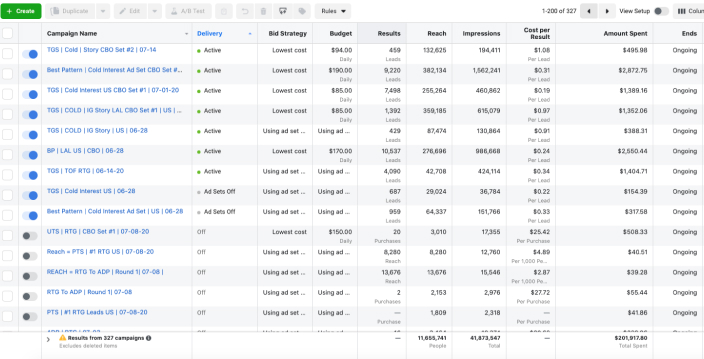 + Create Duplicate Edit A/B Test Rules 1-200 of 327 View Setup Colun
Campaign Name Delivery Bid Strategy Budget Results Reach Impressions Cost per Result Amount Spent Ends
TGS | Cold | Story CBO Set #2 | 07-14 Active Lowest cost $94.00 459 132,625 194,411 $1.08 $495.98 Ongoing
Daily Leads Per Lead
Best Pattern | Cold Interest Ad Set CBO Set #... Active Lowest cost $190.00 9,220 382,134 1,562,241 $0.31 $2,872.75 Ongoing
Daily Leads Per Lead
TGS | Cold Interest US CBO Set #1 | 07-01-20 Active Lowest cost $85.00 7,498 255,264 460,862 $0.19 $1,389.16 Ongoing
Daily Leads Per Lead
TGS | COLD | IG Story LAL CBO Set #1 | US | ... Active Lowest cost $85.00 1,392 359,185 615,079 $0.97 $1,352.06 Ongoing
Daily Leads Per Lead
TGS | COLD | IG Story | US | 06-28 Active Using ad set ... Using ad ... 429 87,474 130,864 $0.91 $388.31 Ongoing
Leads Per Lead
BP | LAL US | CBO | 06-28 Active Lowest cost $170.00 10,537 276,696 986,668 $0.24 $2,550.44 Ongoing
Daily Leads Per Lead
TGS | TOF RTG | 06-14-20 Active Using ad set ... Using ad ... 4,090 42,708 424,114 $0.34 $1,404.71 Ongoing
Leads Per Lead
TGS | Cold Interest US | 06-28 Ad Sets Off Using ad set ... Using ad ... 687 29,024 36,784 $0.22 $154.39 Ongoing
Leads Per Lead
Best Pattern | Cold Interest Ad Set | US | 06-28 Ad Sets Off Using ad set ... Using ad ... 959 64,337 151,766 $0.33 $317.58 Ongoing
Leads Per Lead
UTS | RTG | CBO Set #1 | 07-08-20 Off Lowest cost $150.00 20 3,010 17,355 $25.42 $508.33 Ongoing
Daily Purchases Per Purchase
Reach = PTS | #1 RTG US | 07-08-20 Off Using ad set ... Using ad ... 8,280 8,280 12,760 $4.89 $40.51 Ongoing
Reach Per 1,000 Pe...
REACH = RTG To ADP | Round 1| 07-08 | Off Using ad set ... Using ad ... 13,676 13,676 15,546 $2.87 $39.28 Ongoing
Reach Per 1,000 Pe...
RTG To ADP | Round 1| 07-08 Off Using ad set ... Using ad ... 2 2,153 2,976 $27.72 $55.44 Ongoing
Purchases Per Purchase
PTS | #1 RTG Leads US | 07-08-20 Off Using ad set ... Using ad ... — 1,809 2,318 — $41.86 Ongoing
Purchase Per Purchase
Results from 327 campaigns — 11,655,741 41,873,547 — $201,917.80
Excludes deleted items People Total Total Spent